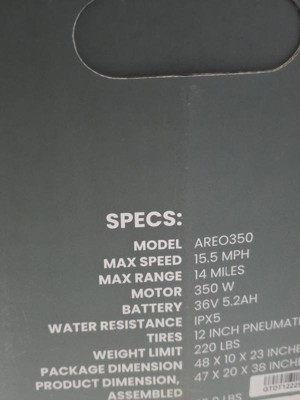 SPECS:
MODEL AREO350
MAX SPEED 15.5 MPH
MAX RANGE 14 MILES
MOTOR 350 W
BATTERY 36V 5.2AH
WATER RESISTANCE IPX5
TIRES 12 INCH PNEUMATI
WEIGHT LIMIT 220 LBS
PACKAGE DIMENSION 48 X 10 X 23 INCHE
PRODUCT DIMENSION, 47 X 20 X 38 INCHE
ASSEMBLED